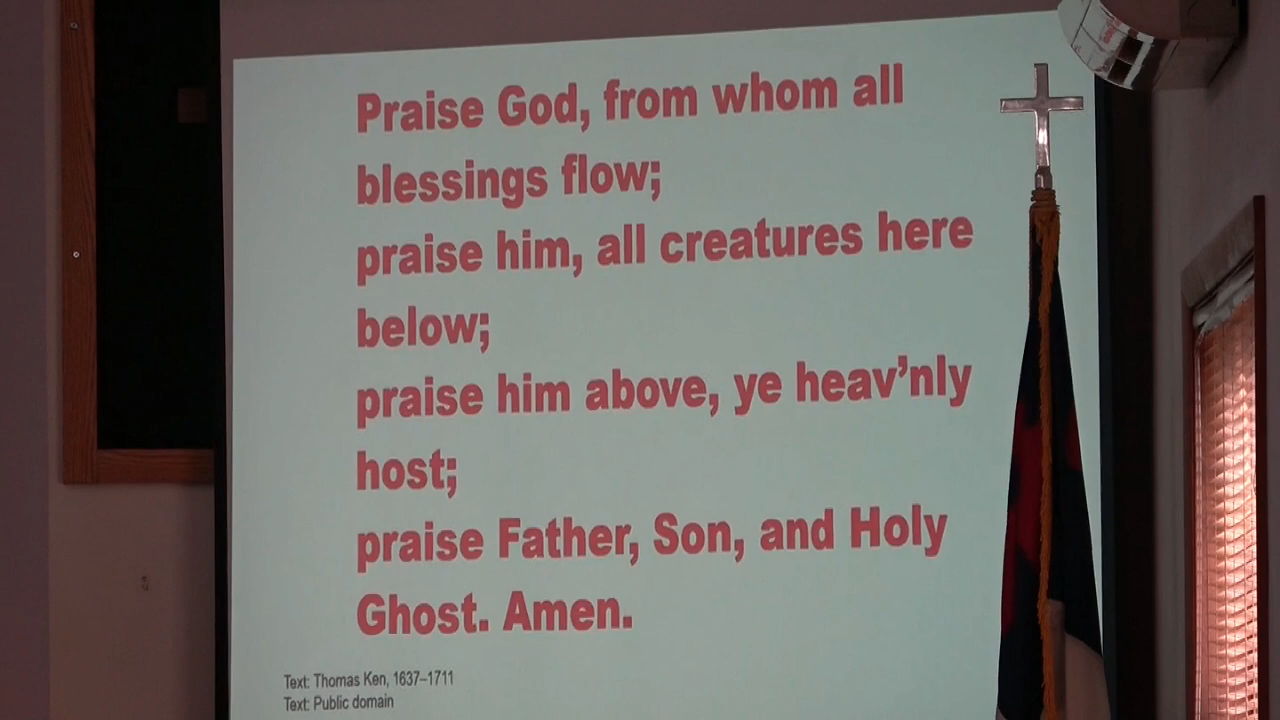 Praise God, from whom all
blessings flow;
praise him, all creatures here
below;
praise him above, ye heav’nly
host;
praise Father, Son, and Holy
Ghost. Amen.
Text: Thomas Ken, 1637–1711
Text: Public domain